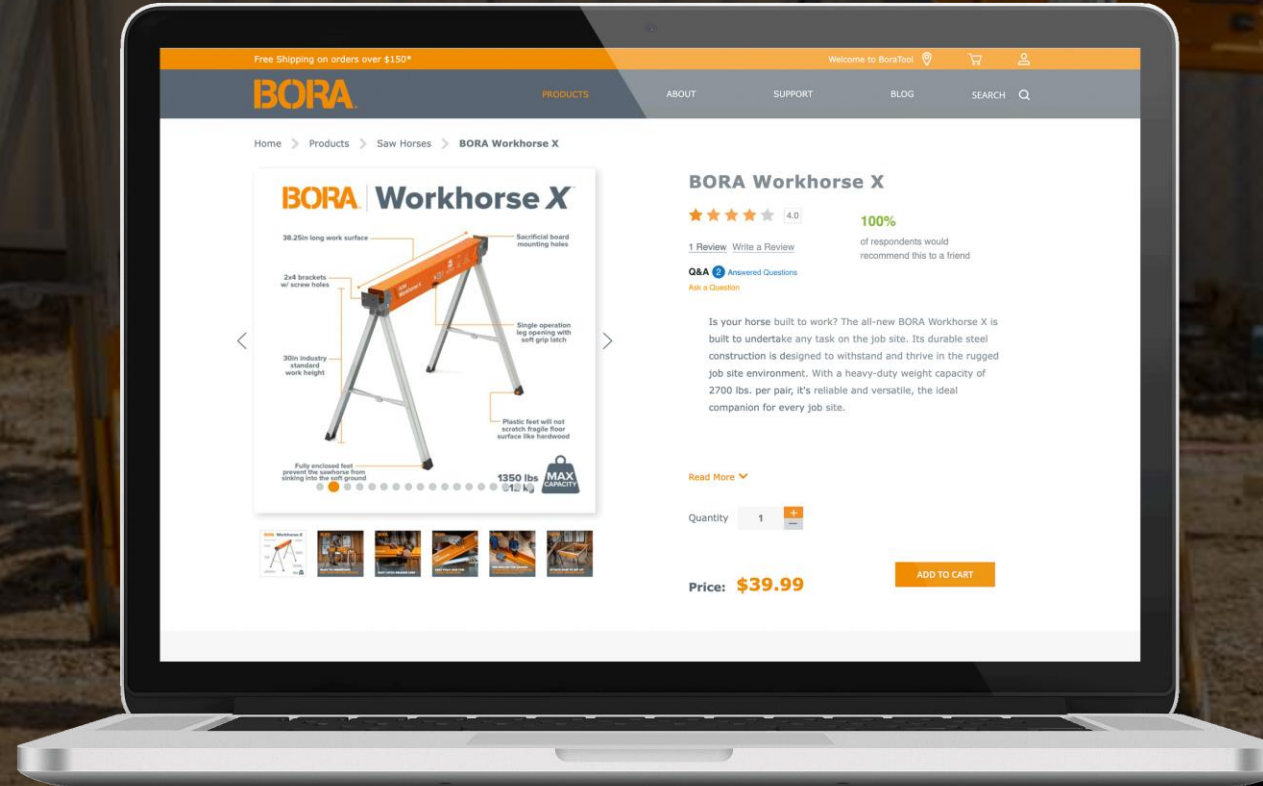 Free Shipping on orders over $150*
Welcome to BoraTool
BORA
PRODUCTS
ABOUT
SUPPORT
BLOG
SEARCH
Home
Products
Saw Horses
BORA Workhorse X
BORA Workhorse X
38.25in long work surface
Sacrificial board
mounting holes
2x4 brackets
w/ screw holes
Single operation
leg opening with
soft grip latch
30in industry
standard
work height
Plastic feet will not
scratch fragile floor
surface like hardwood
Fully enclosed feet
prevent the sawhorse from
sinking into the soft ground
1350 lbs
kg
MAX
CAPACITY
BORA Workhorse X
4.0
100%
of respondents would
recommend this to a friend
1 Review Write a Review
Q&A 2 Answered Questions
Ask a Question
Is your horse built to work? The all-new BORA Workhorse X is
built to undertake any task on the job site. Its durable steel
construction is designed to withstand and thrive in the rugged
job site environment. With a heavy-duty weight capacity of
2700 lbs. per pair, it's reliable and versatile, the ideal
companion for every job site.
Read More
Quantity 1 + −
Price: $39.99
ADD TO CART